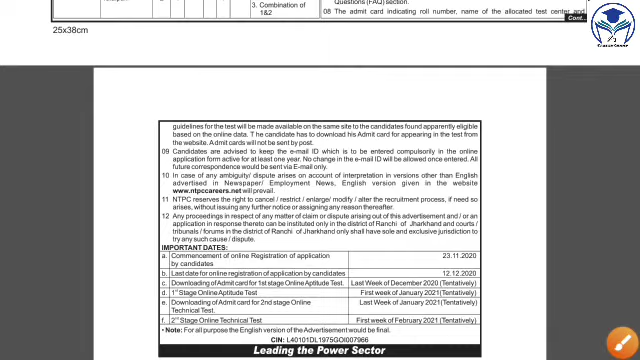 3. Combination of
1&2
Questions (FAQ) section.
08 The admit card indicating roll number, name of the allocated test center and
Cont...
25x38cm
guidelines for the test will be made available on the same site to the candidates found apparently eligible
based on the online data. The candidate has to download his Admit card for appearing in the test from
the website. Admit cards will not be sent by post.
09 Candidates are advised to keep the e-mail ID which is to be entered compulsorily in the online
application form active for at least one year. No change in the e-mail ID will be allowed once entered. All
future correspondence would be sent via E-mail only.
10 In case of any ambiguity/ dispute arises on account of interpretation in versions other than English
advertised in Newspaper/ Employment News, English version given in the website
www.ntpccareers.net will prevail.
11 NTPC reserves the right to cancel / restrict / enlarge/ modify / alter the recruitment process, if need so
arises, without issuing any further notice or assigning any reason thereafter.
12 Any proceedings in respect of any matter of claim or dispute arising out of this advertisement and/ or an
application in response thereto can be instituted only in the district of Ranchi of Jharkhand and courts /
tribunals / forums in the district of Ranchi of Jharkhand only shall have sole and exclusive jurisdiction to
try any such cause / dispute.
IMPORTANT DATES:
a. Commencement of online Registration of application by candidates 23.11.2020
b. Last date for online registration of application by candidates 12.12.2020
c. Downloading of Admit card for 1st stage Online Aptitude Test Last Week of December 2020 (Tentatively)
d. 1st Stage Online Aptitude Test First week of January 2021 (Tentatively)
e. Downloading of Admit card for 2nd stage Online Technical Test. Last Week of January 2021 (Tentatively)
f. 2nd Stage Online Technical Test First week of February 2021 (Tentatively)
• Note: For all purpose the English version of the Advertisement would be final.
CIN: L40101DL1975GOI007966
Leading the Power Sector